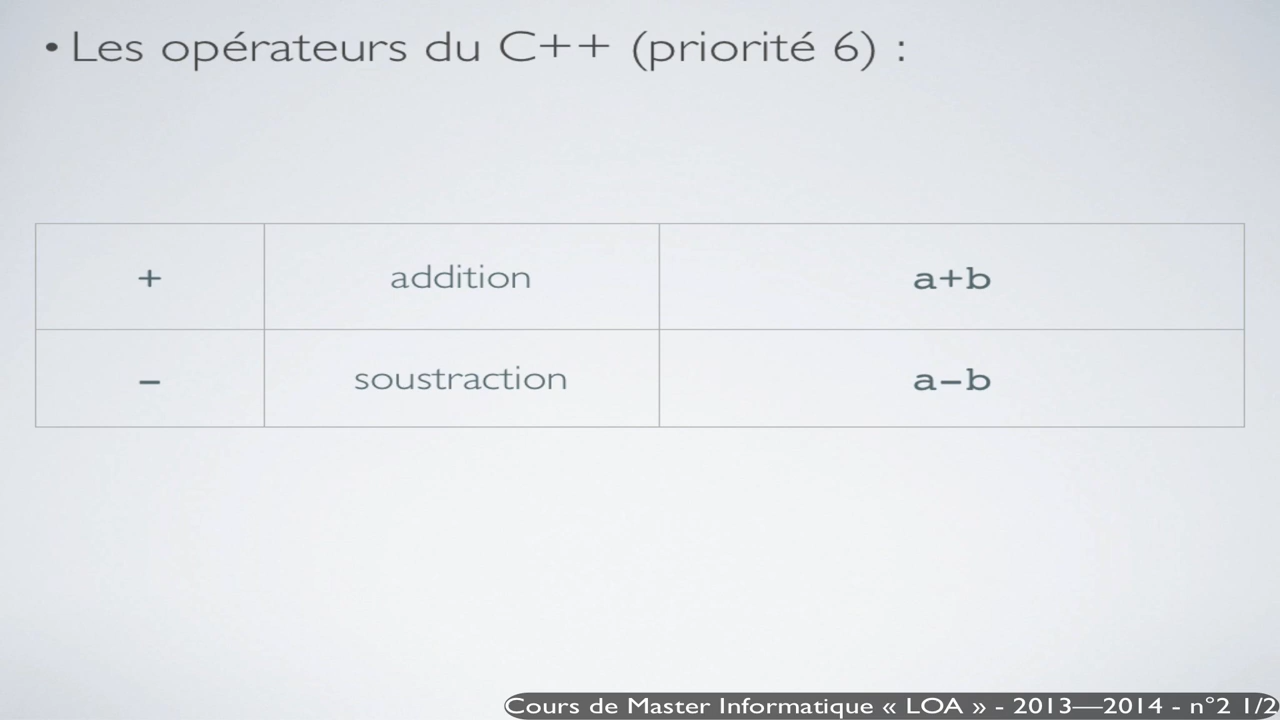 • Les opérateurs du C++ (priorité 6) :
+ addition a+b
- soustraction a-b
Cours de Master Informatique « LOA » - 2013—2014 - n°2 1/2